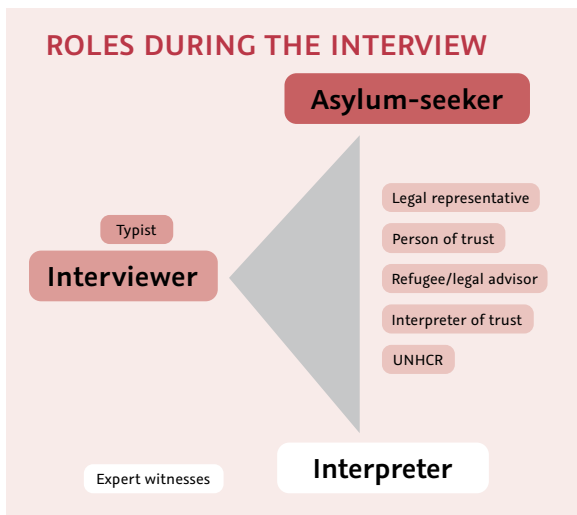 ROLES DURING THE INTERVIEW
Asylum-seeker
Legal representative
Typist
Person of trust
Interviewer
Refugee/legal advisor
Interpreter of trust
UNHCR
Interpreter
Expert witnesses